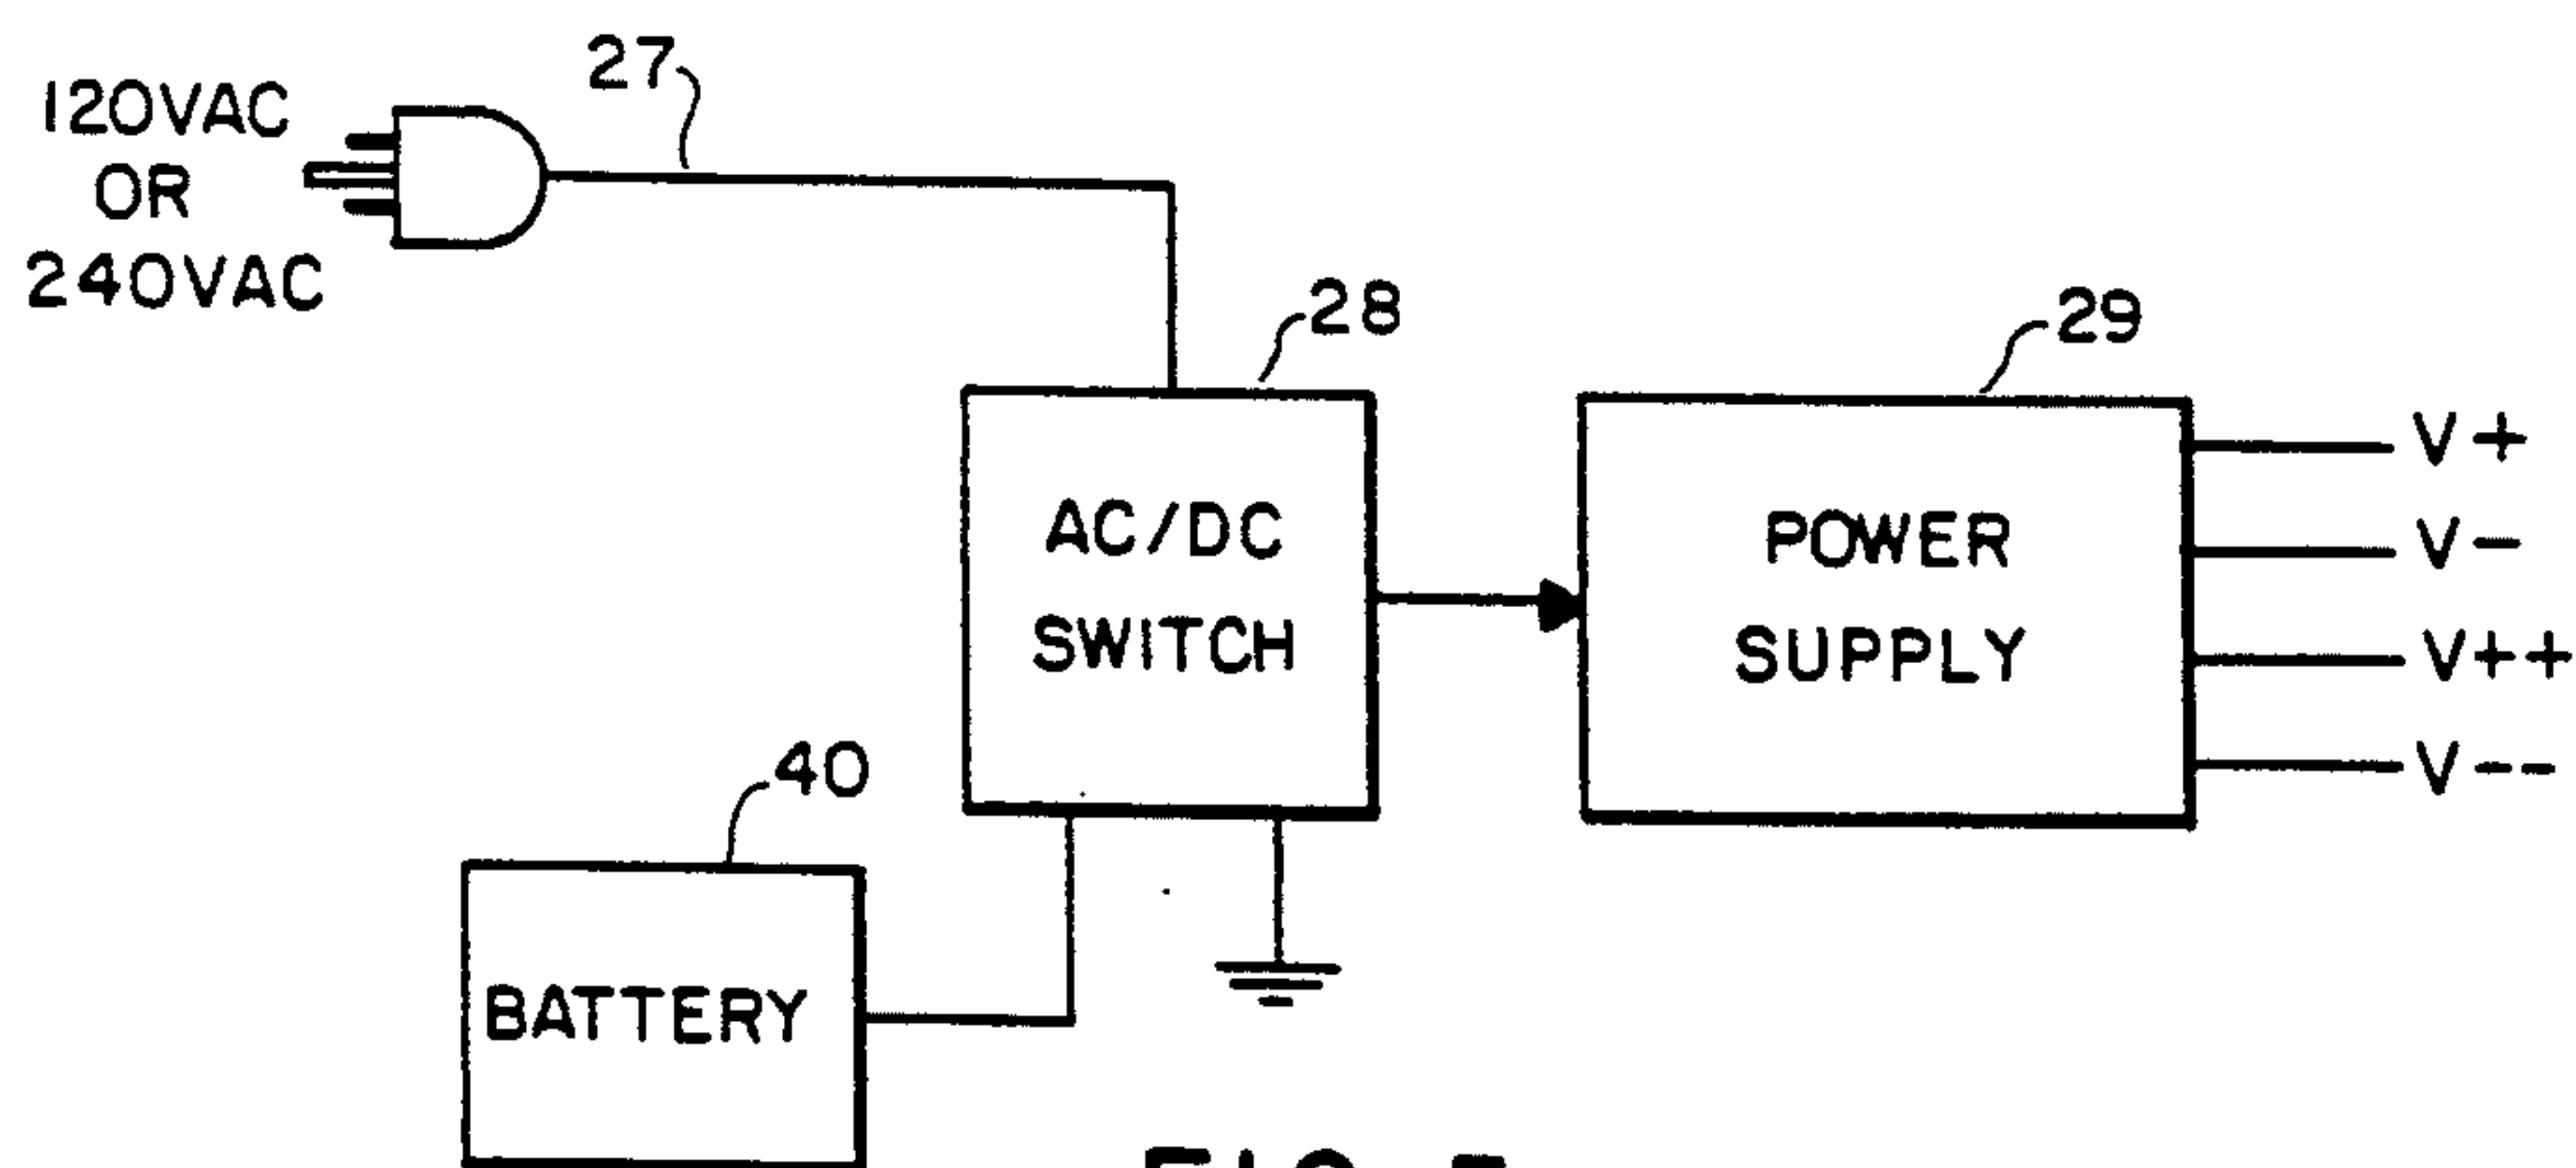 27
120VAC
OR
240VAC
28
29
AC/DC
SWITCH
POWER
SUPPLY
V+
V-
V++
V--
40
BATTERY